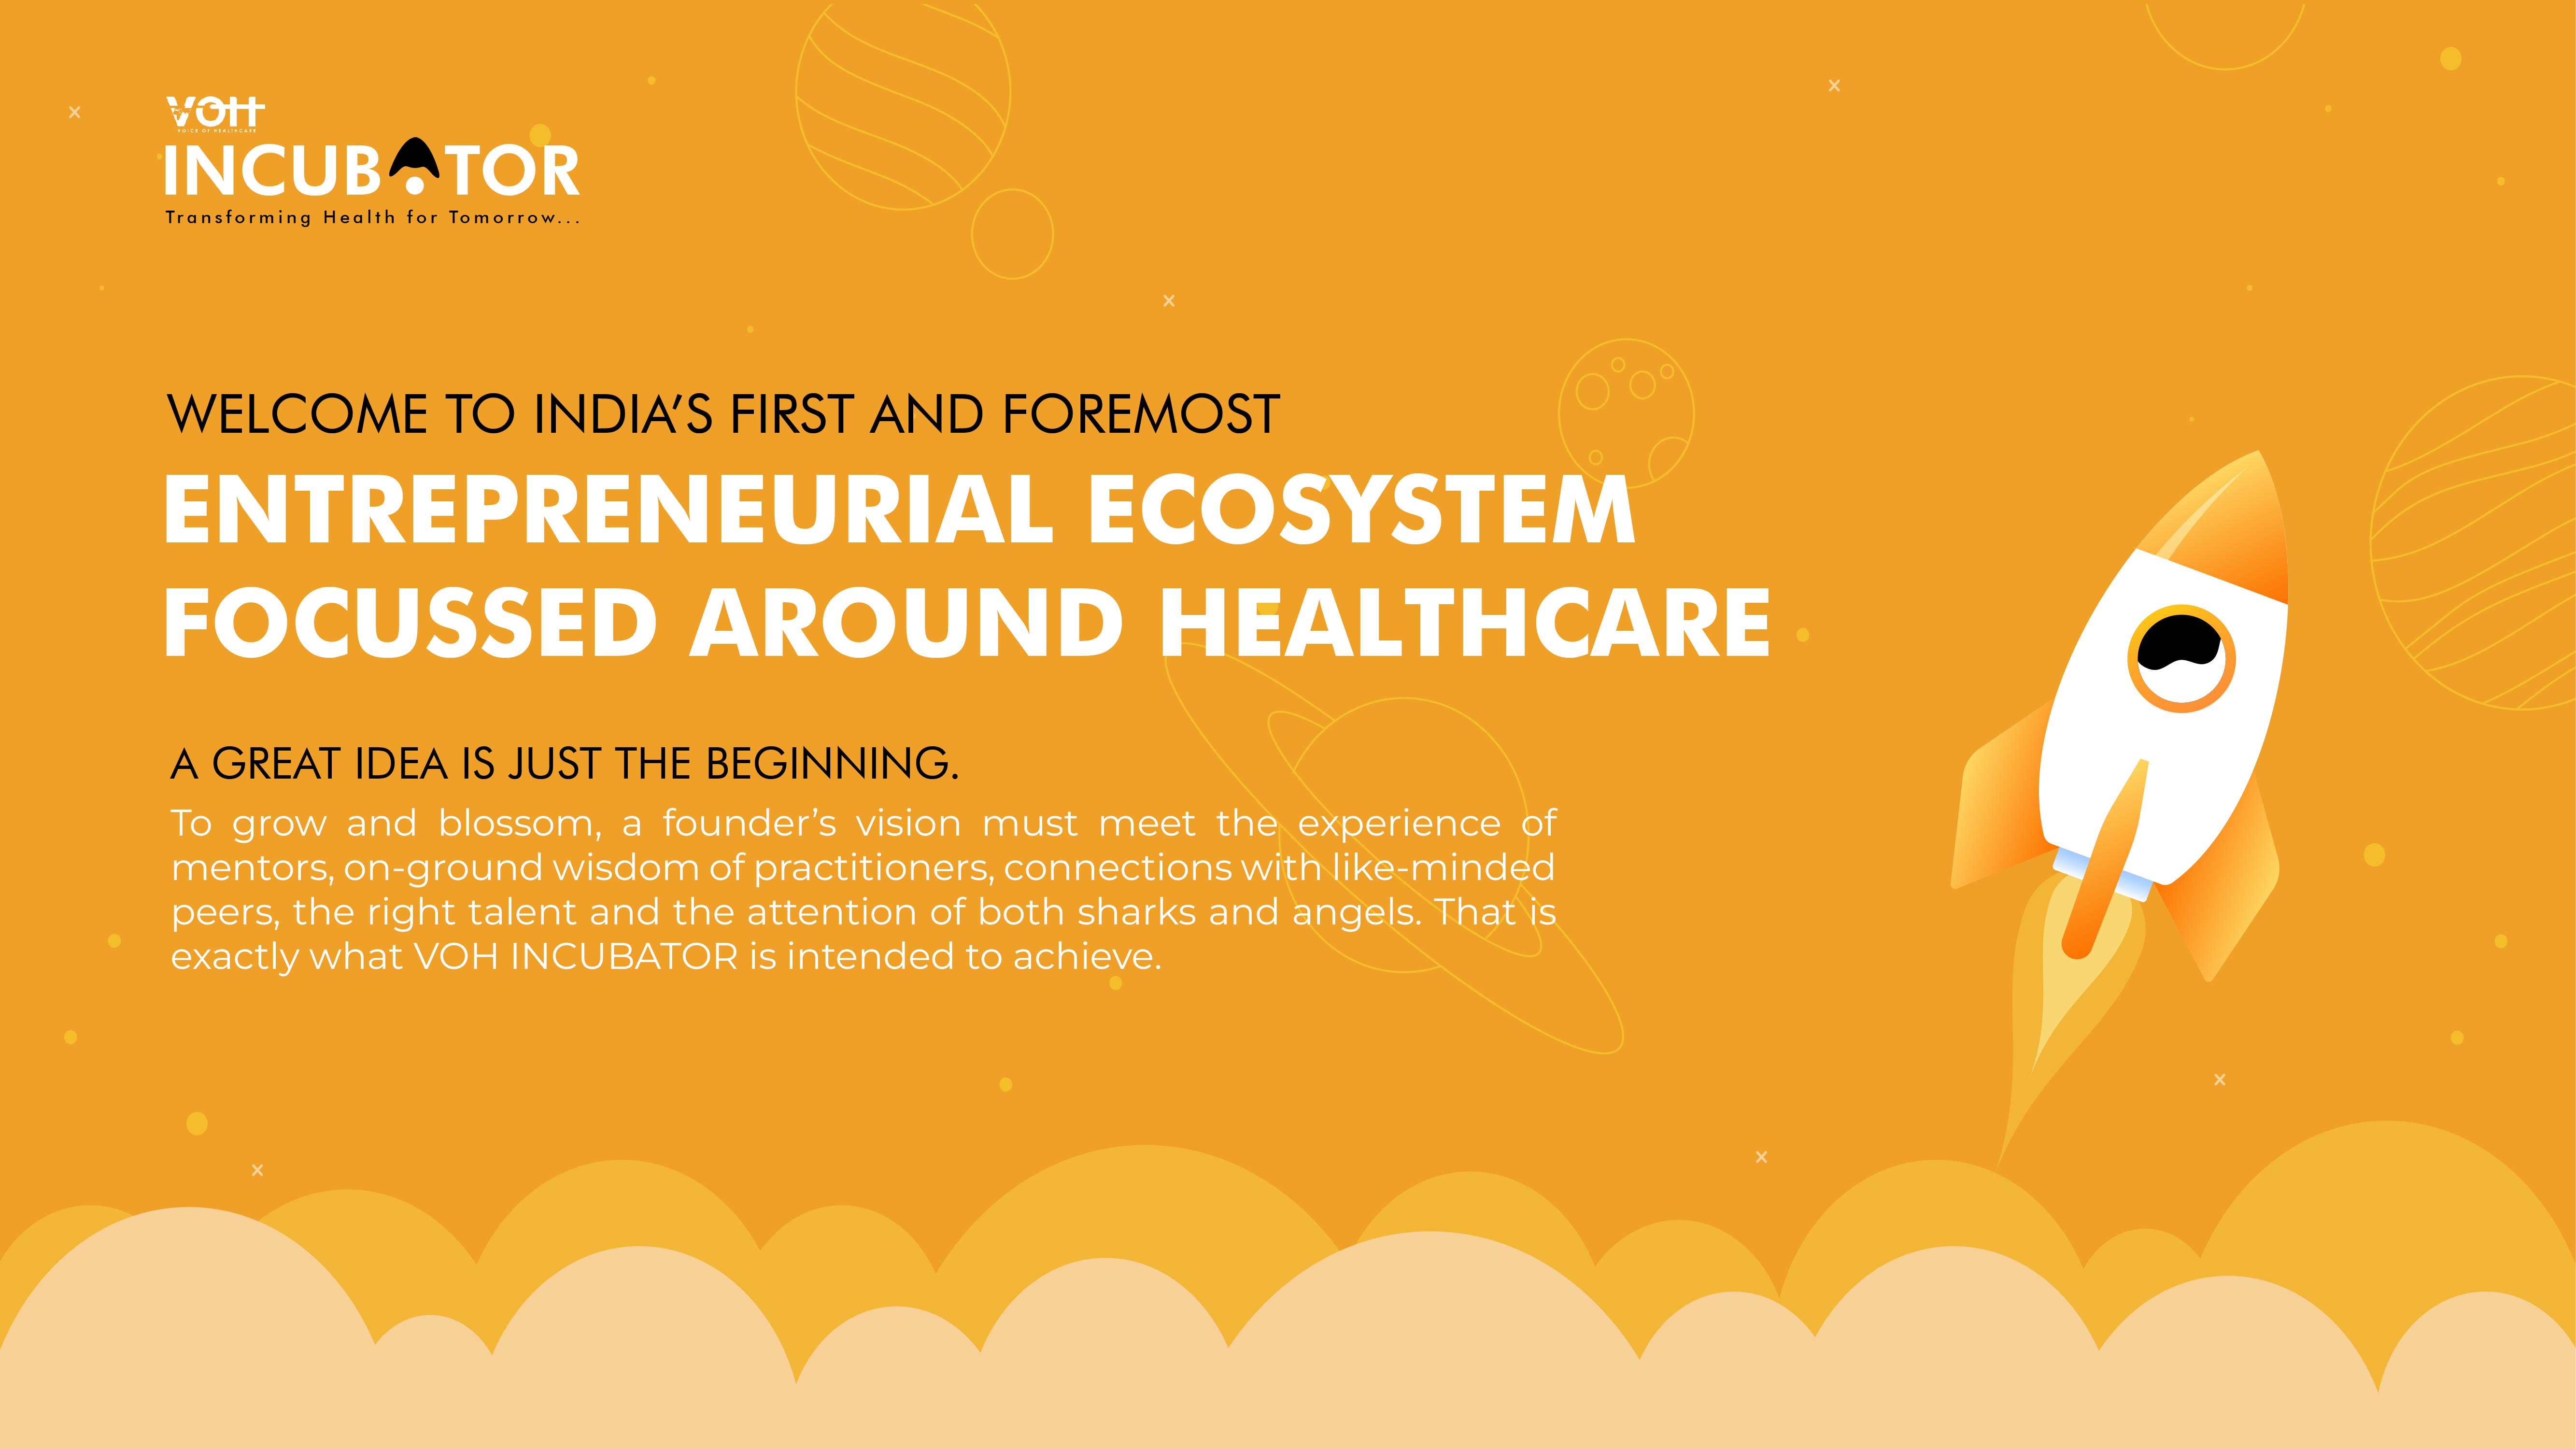 VOH
VOICE OF HEALTHCARE
INCUBATOR
Transforming Health for Tomorrow...
WELCOME TO INDIA’S FIRST AND FOREMOST
ENTREPRENEURIAL ECOSYSTEM
FOCUSSED AROUND HEALTHCARE
A GREAT IDEA IS JUST THE BEGINNING.
To grow and blossom, a founder’s vision must meet the experience of
mentors, on-ground wisdom of practitioners, connections with like-minded
peers, the right talent and the attention of both sharks and angels. That is
exactly what VOH INCUBATOR is intended to achieve.